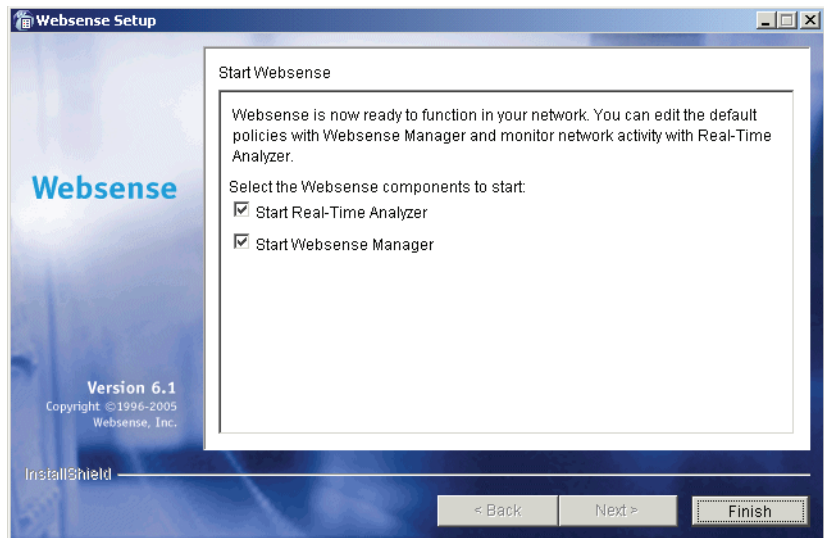 Websense Setup
Start Websense
Websense is now ready to function in your network. You can edit the default
policies with Websense Manager and monitor network activity with Real-Time
Analyzer.
Select the Websense components to start:
Start Real-Time Analyzer
Start Websense Manager
Websense
Version 6.1
Copyright ©1996-2005
Websense, Inc.
InstallShield
< Back
Next >
Finish